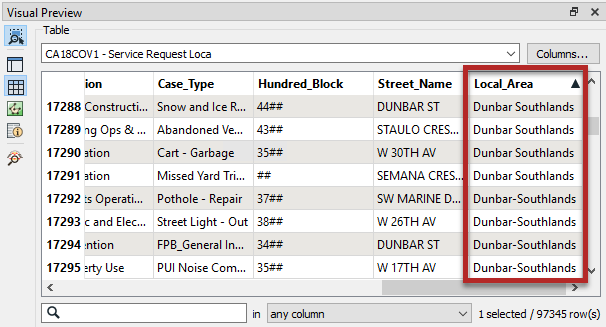 Visual Preview
Table
CA18COV1 - Service Request Loca
Columns...
ion Case_Type Hundred_Block Street_Name Local_Area
17288 Constructi... Snow and Ice R... 44## DUNBAR ST Dunbar Southlands
17289 ng Ops & ... Abandoned Ve... 43## STAULO CRES... Dunbar Southlands
17290 ation Cart - Garbage 35## W 30TH AV Dunbar Southlands
17291 ation Missed Yard Tri... ## SEMANA CRES... Dunbar Southlands
17292 s Operati... Pothole - Repair 37## SW MARINE D... Dunbar-Southlands
17293 ic and Elec... Street Light - Out 38## W 26TH AV Dunbar-Southlands
17294 ention FPB_General In... 34## DUNBAR ST Dunbar-Southlands
17295 erty Use PUI Noise Com... 35## W 17TH AV Dunbar-Southlands
in any column 1 selected / 97345 row(s)